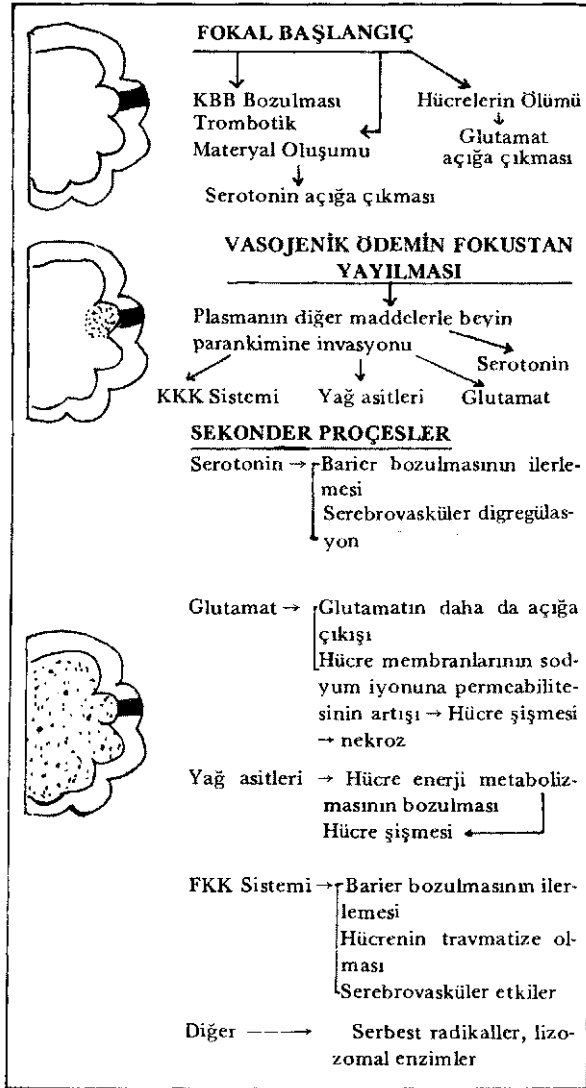 FOKAL BAŞLANGIÇ
KBB Bozulması
Trombotik
Materyal Oluşumu
Serotonin açığa çıkması
Hücrelerin Ölümü
Glutamat
açığa çıkması
VASOJENİK ÖDEMİN FOKUSTAN
YAYILMASI
Plasmanın diğer maddelerle beyin
parankimine invasyonu
Serotonin
KKK Sistemi Yağ asitleri Glutamat
SEKONDER PROÇESLER
Serotonin → Barier bozulmasının ilerle-
mesi
Serebrovasküler digregülas-
yon
Glutamat → Glutamatın daha da açığa
çıkışı
Hücre membranlarının sod-
yum iyonuna permeabilite-
sinin artışı → Hücre şişmesi
→ nekroz
Yağ asitleri → Hücre enerji metaboliz-
masının bozulması
Hücre şişmesi
FKK Sistemi → Barier bozulmasının iler-
lemesi
Hücrenin travmatize ol-
ması
Serebrovasküler etkiler
Diğer ----→ Serbest radikaller, lizo-
zomal enzimler